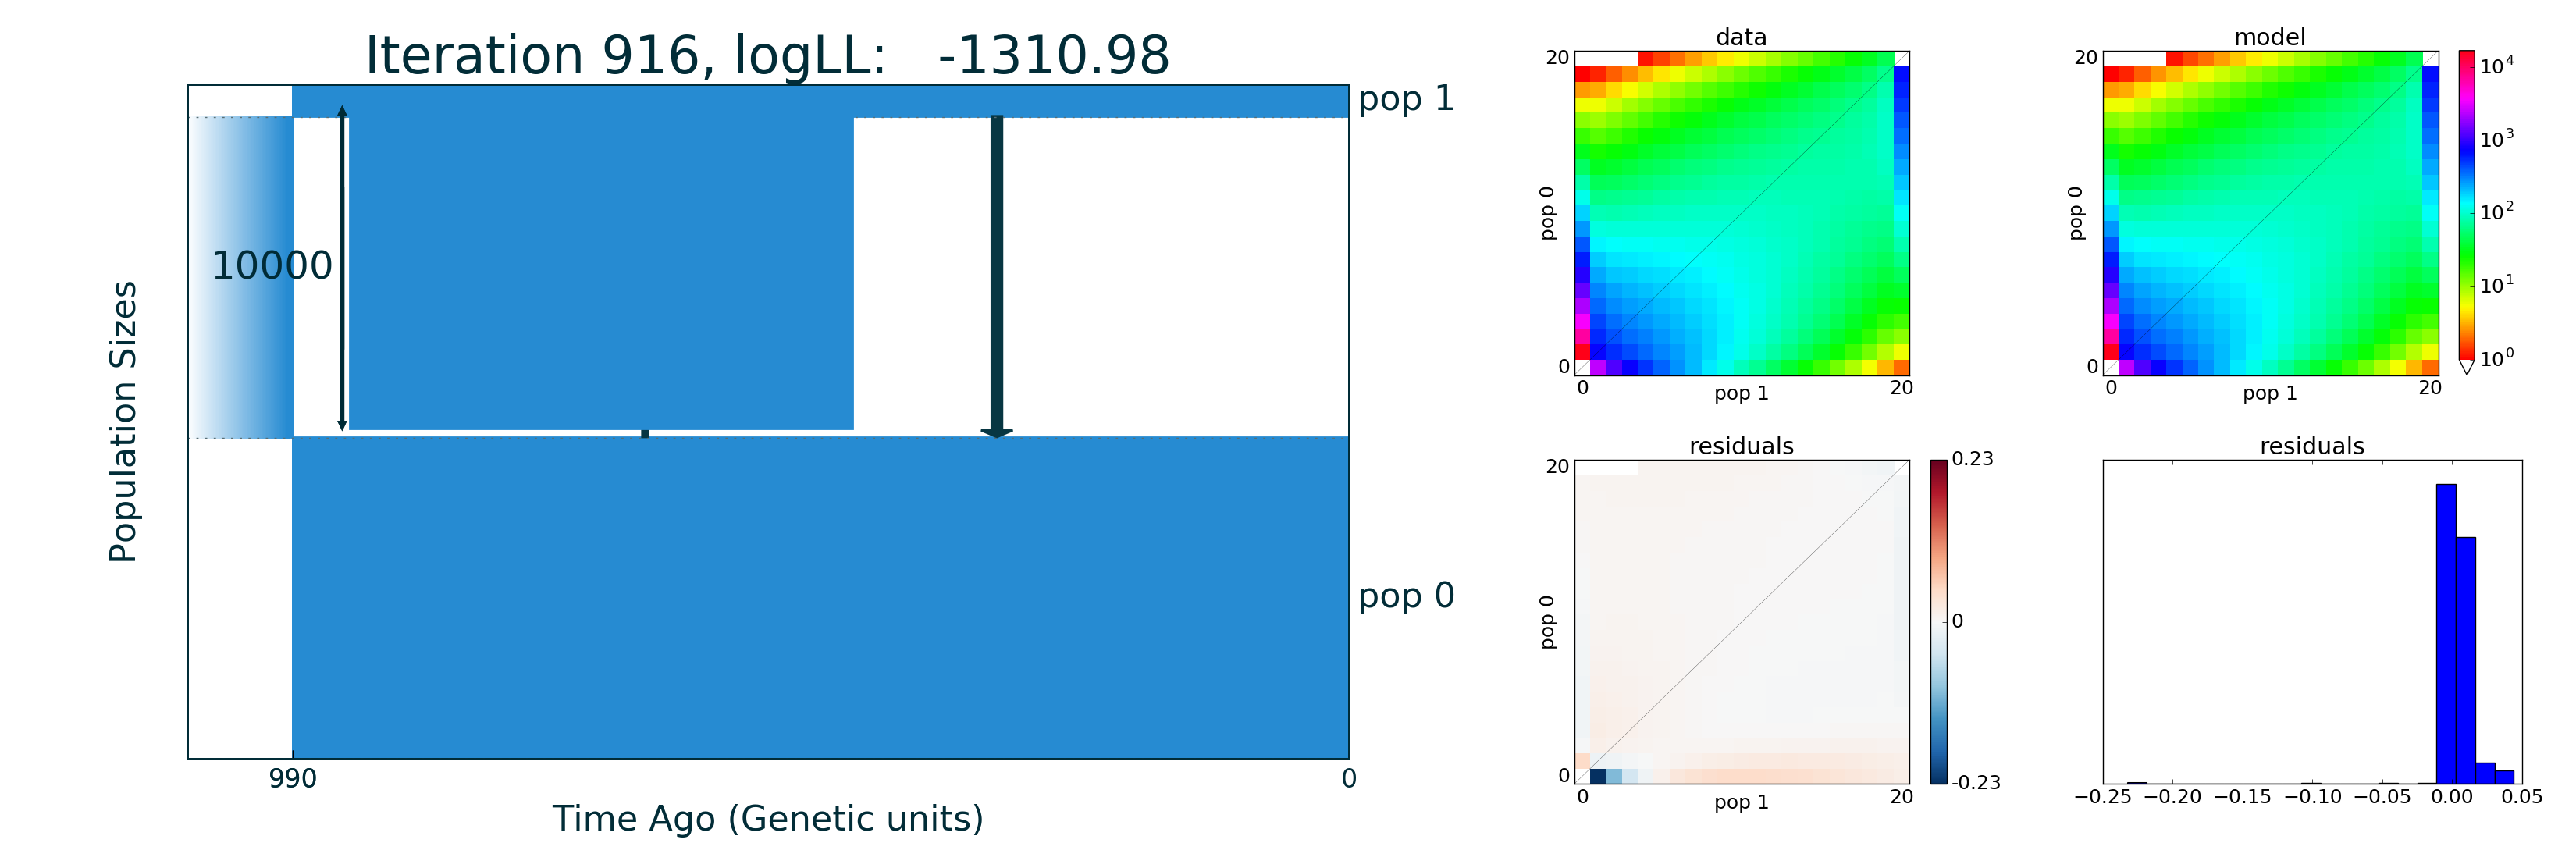 Iteration 916, logLL: -1310.98
pop 1
10000
pop 0
Population Sizes
990
0
Time Ago (Genetic units)
data
20
pop 0
0
0
pop 1
20
model
20
pop 0
0
0
pop 1
20
10^4
10^3
10^2
10^1
10^0
residuals
20
pop 0
0
0
pop 1
20
0.23
0
-0.23
residuals
−0.25 −0.20 −0.15 −0.10 −0.05 0.00 0.05